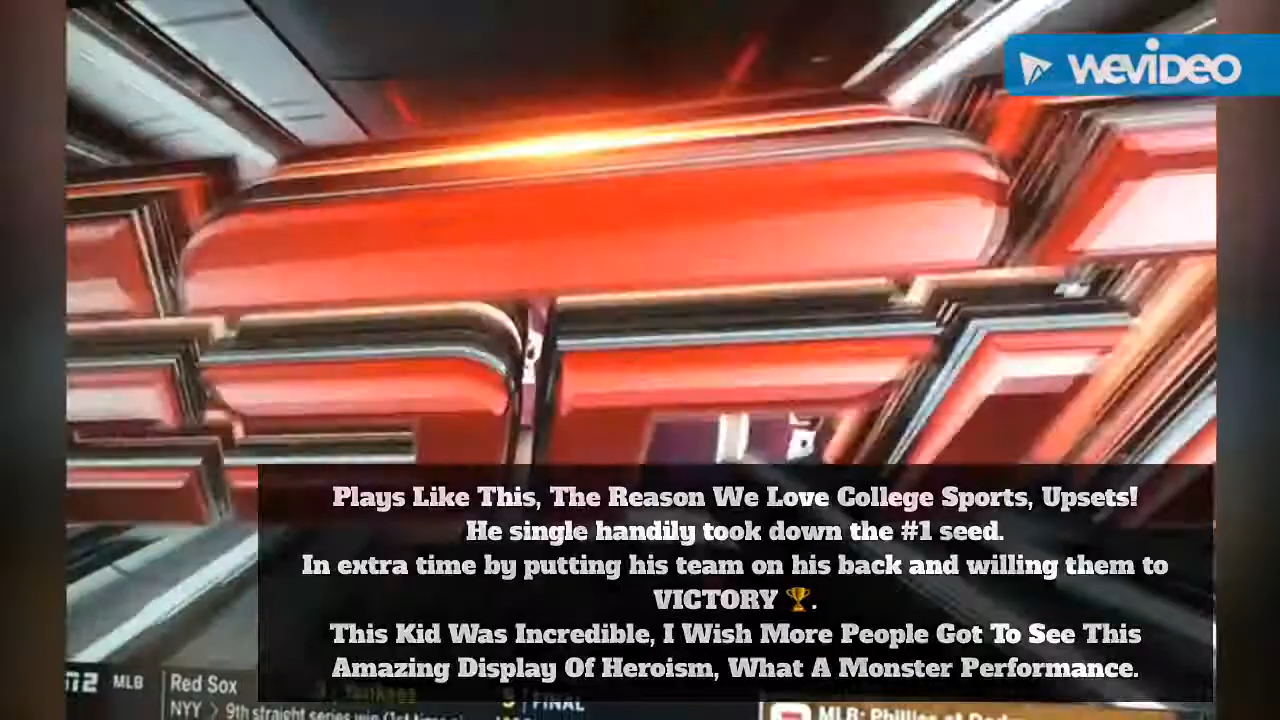 WEVIDEO
Plays Like This, The Reason We Love College Sports, Upsets!
He single handily took down the #1 seed.
In extra time by putting his team on his back and willing them to
VICTORY 🏆.
This Kid Was Incredible, I Wish More People Got To See This
Amazing Display Of Heroism, What A Monster Performance.
MLB
Red Sox
Yankees
FINAL
NYY > 9th straight series win (1st time
MLB: Phillies at